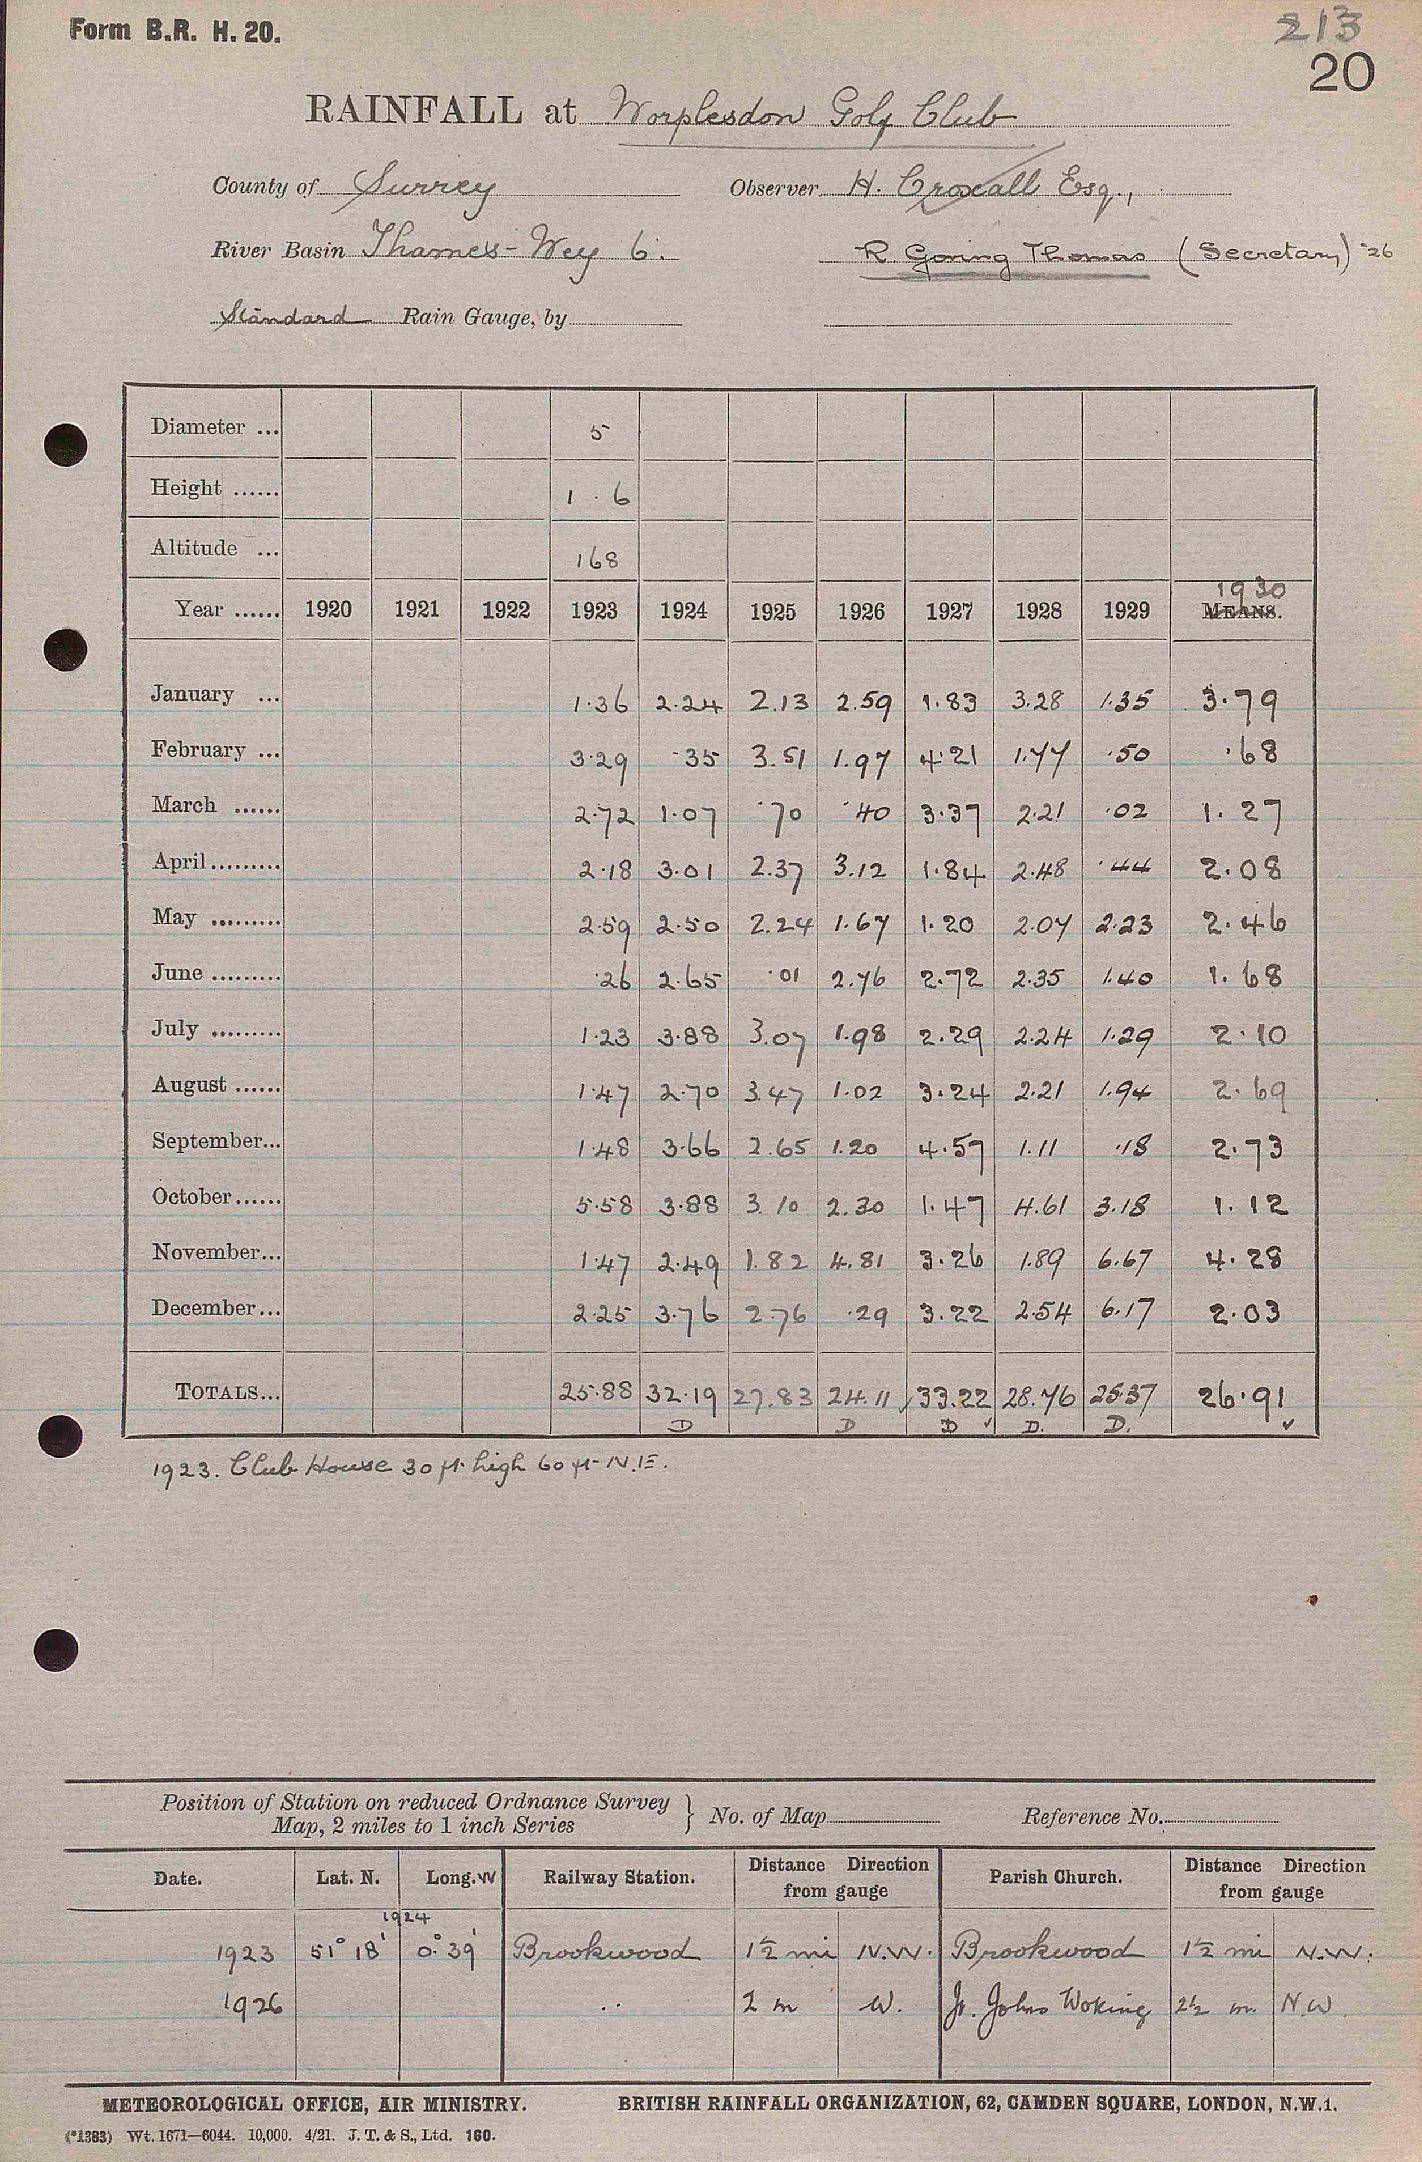 Form B.R. H. 20.
213
20
RAINFALL at Worplesdon Golf Club
County of Surrey Observer H. Croxall Esq.,
River Basin Thames - Wey 6. R Goring Thomas (Secretary) '26
Standard Rain Gauge, by
Diameter ... 5
Height ...... 1 . 6
Altitude ... 168
Year ...... 1920 1921 1922 1923 1924 1925 1926 1927 1928 1929 1930 MEANS.
January ... 1.36 2.24 2.13 2.59 1.83 3.28 1.35 3.79
February ... 3.29 .35 3.51 1.97 4.21 1.77 .50 .68
March ...... 2.72 1.07 .70 .40 3.37 2.21 .02 1.27
April ......... 2.18 3.01 2.37 3.12 1.84 2.48 .44 2.08
May ......... 2.59 2.50 2.24 1.67 1.20 2.07 2.23 2.46
June ......... .26 2.65 .01 2.76 2.72 2.35 1.40 1.68
July ......... 1.23 3.88 3.07 1.98 2.29 2.24 1.29 2.10
August ...... 1.47 2.70 3.47 1.02 3.24 2.21 1.94 2.69
September... 1.48 3.66 2.65 1.20 4.57 1.11 .18 2.73
October ...... 5.58 3.88 3.10 2.30 1.47 4.61 3.18 1.12
November... 1.47 2.49 1.82 4.81 3.26 1.89 6.67 4.28
December... 2.25 3.76 2.76 .29 3.22 2.54 6.17 2.03
TOTALS... 25.88 32.19 27.83 24.11 33.22 28.76 25.37 26.91
D D D ✓ D. D. ✓
1923. Club House 30 ft. high 60 ft N.E.
Position of Station on reduced Ordnance Survey
Map, 2 miles to 1 inch Series } No. of Map Reference No.
Date. Lat. N. Long. W Railway Station. Distance Direction from gauge Parish Church. Distance Direction from gauge
1924
1923 51° 18' 0° 39' Brookwood 1½ mi N.W. Brookwood 1½ mi N.W.
1926 .. 2 m W. St. Johns Woking 2½ m N W
METEOROLOGICAL OFFICE, AIR MINISTRY. BRITISH RAINFALL ORGANIZATION, 62, CAMDEN SQUARE, LONDON, N.W.1.
(*1383) Wt. 1671—6044. 10,000. 4/21. J. T. & S., Ltd. 160.